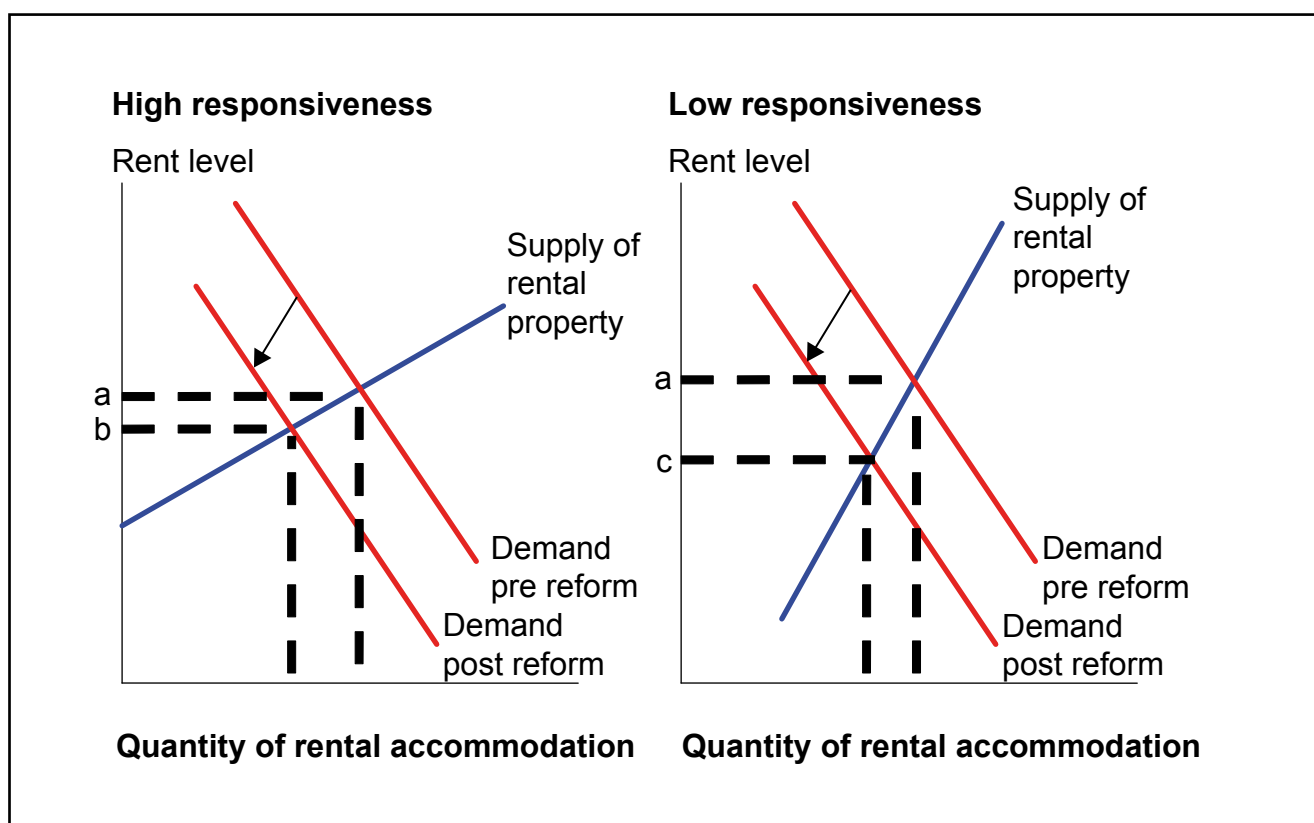 High responsiveness
Rent level
Supply of
rental
property
a
b
Demand
pre reform
Demand
post reform
Quantity of rental accommodation
Low responsiveness
Rent level
Supply of
rental
property
a
c
Demand
pre reform
Demand
post reform
Quantity of rental accommodation